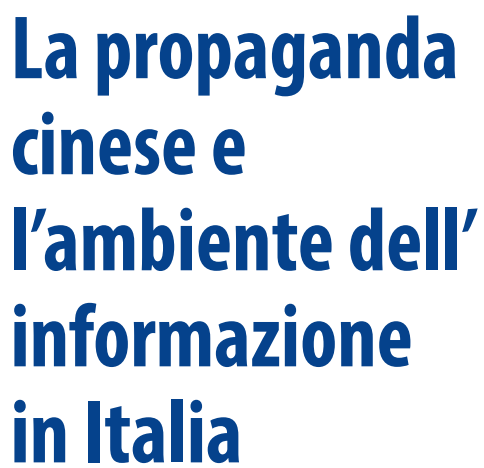 La propaganda
cinese e
l’ambiente dell’
informazione
in Italia